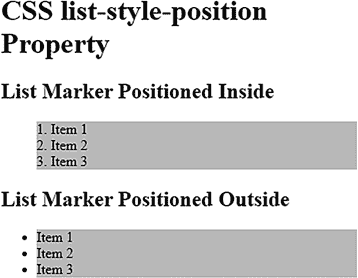 CSS list-style-position
Property
List Marker Positioned Inside
1. Item 1
2. Item 2
3. Item 3
List Marker Positioned Outside
• Item 1
• Item 2
• Item 3